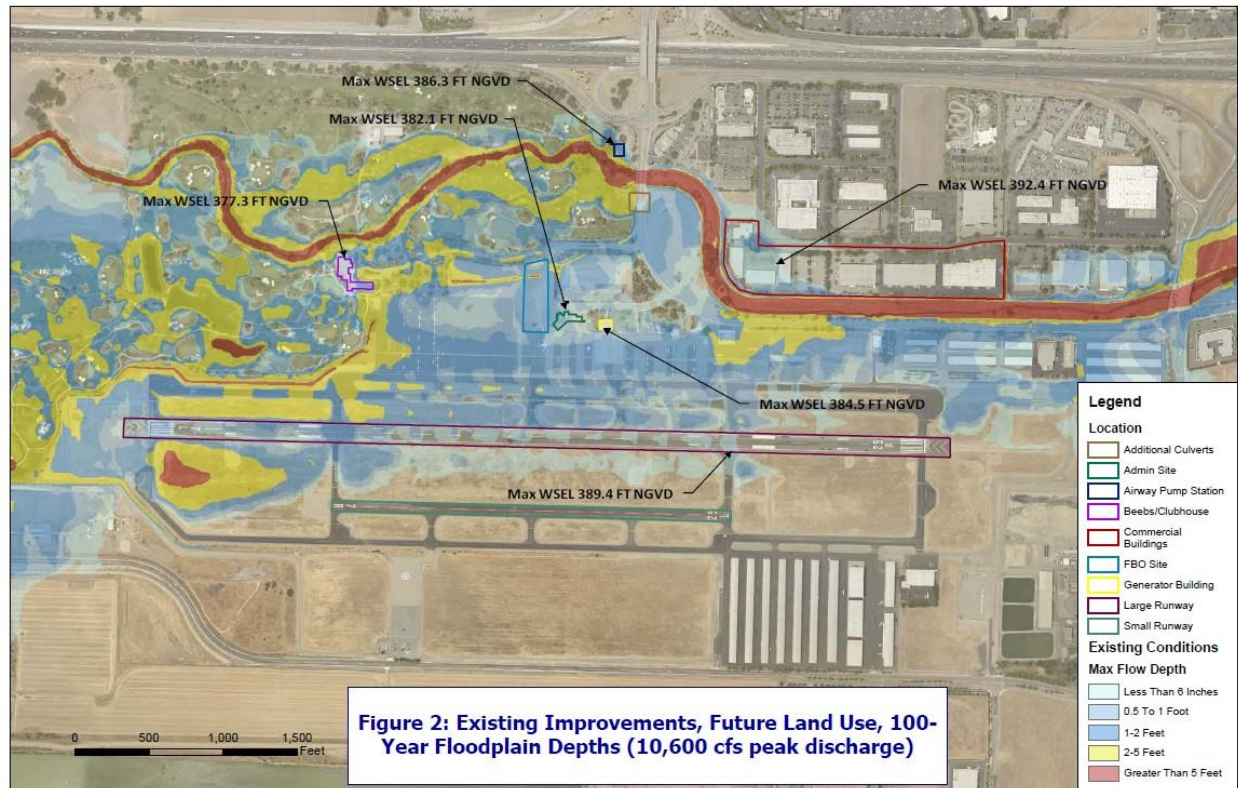 Max WSEL 386.3 FT NGVD
Max WSEL 382.1 FT NGVD
Max WSEL 392.4 FT NGVD
Max WSEL 377.3 FT NGVD
Max WSEL 384.5 FT NGVD
Max WSEL 389.4 FT NGVD
Legend
Location
Additional Culverts
Admin Site
Airway Pump Station
Beebs/Clubhouse
Commercial
Buildings
FBO Site
Generator Building
Large Runway
Small Runway
Existing Conditions
Max Flow Depth
Less Than 6 Inches
0.5 To 1 Foot
1-2 Feet
2-5 Feet
Greater Than 5 Feet
Figure 2: Existing Improvements, Future Land Use, 100-
Year Floodplain Depths (10,600 cfs peak discharge)
0 500 1,000 1,500
Feet